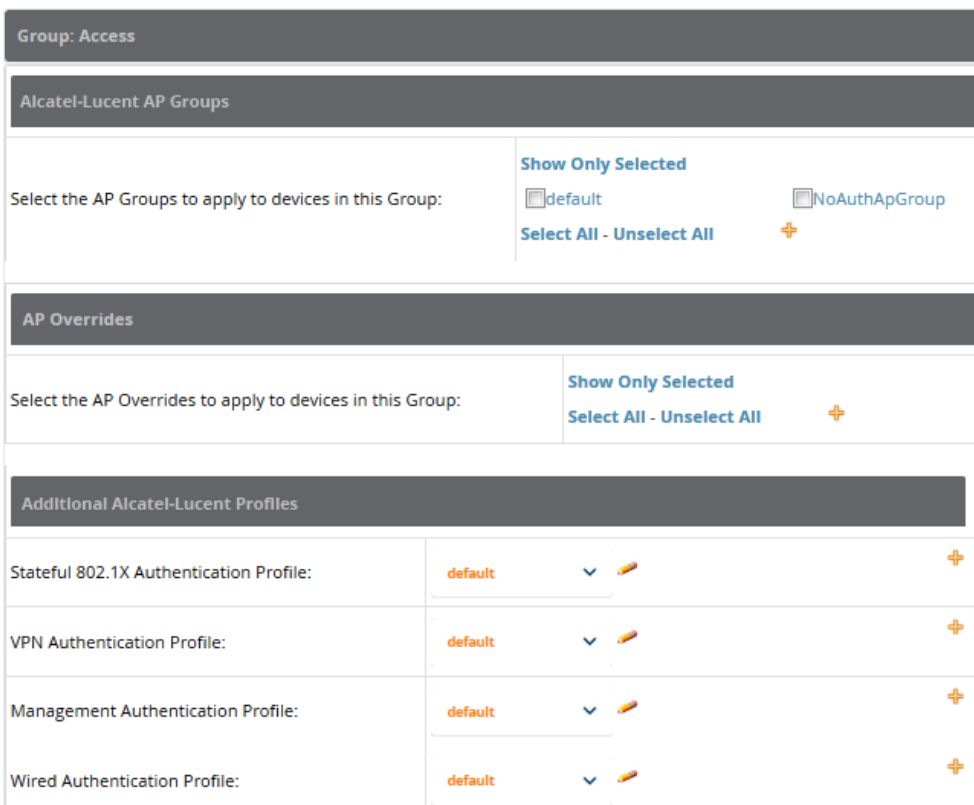 Group: Access
Alcatel-Lucent AP Groups
Select the AP Groups to apply to devices in this Group:
Show Only Selected
default NoAuthApGroup
Select All - Unselect All
AP Overrides
Select the AP Overrides to apply to devices in this Group:
Show Only Selected
Select All - Unselect All
Additional Alcatel-Lucent Profiles
Stateful 802.1X Authentication Profile: default
VPN Authentication Profile: default
Management Authentication Profile: default
Wired Authentication Profile: default